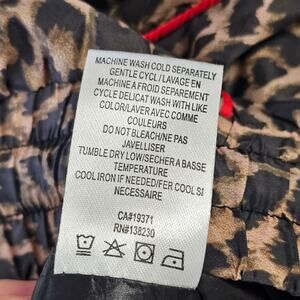 MACHINE WASH COLD SEPARATELY
GENTLE CYCL/LAVAGE EN
MACHINE A FROID SEPAREMENT
CYCLE DELICAT WASH WITH LIKE
COLOR/LAVER AVEC COMME
COULEURS
DO NOT BLEACH/NE PAS
JAVELLISER
TUMBLE DRY LOW/SECHER A BASSE
TEMPERATURE
COOL IRON IF NEEDED/FER COOL SI
NECESSAIRE
CA#19371
RN#138230